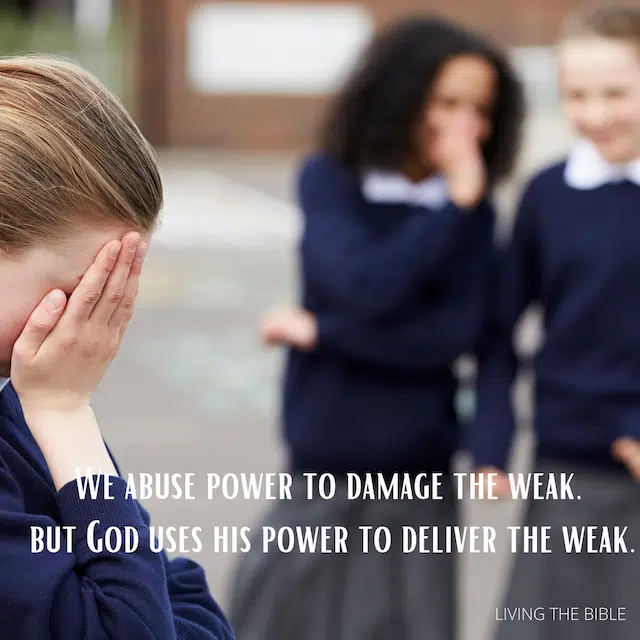 We abuse power to damage the weak,
but God uses his power to deliver the weak.
LIVING THE BIBLE